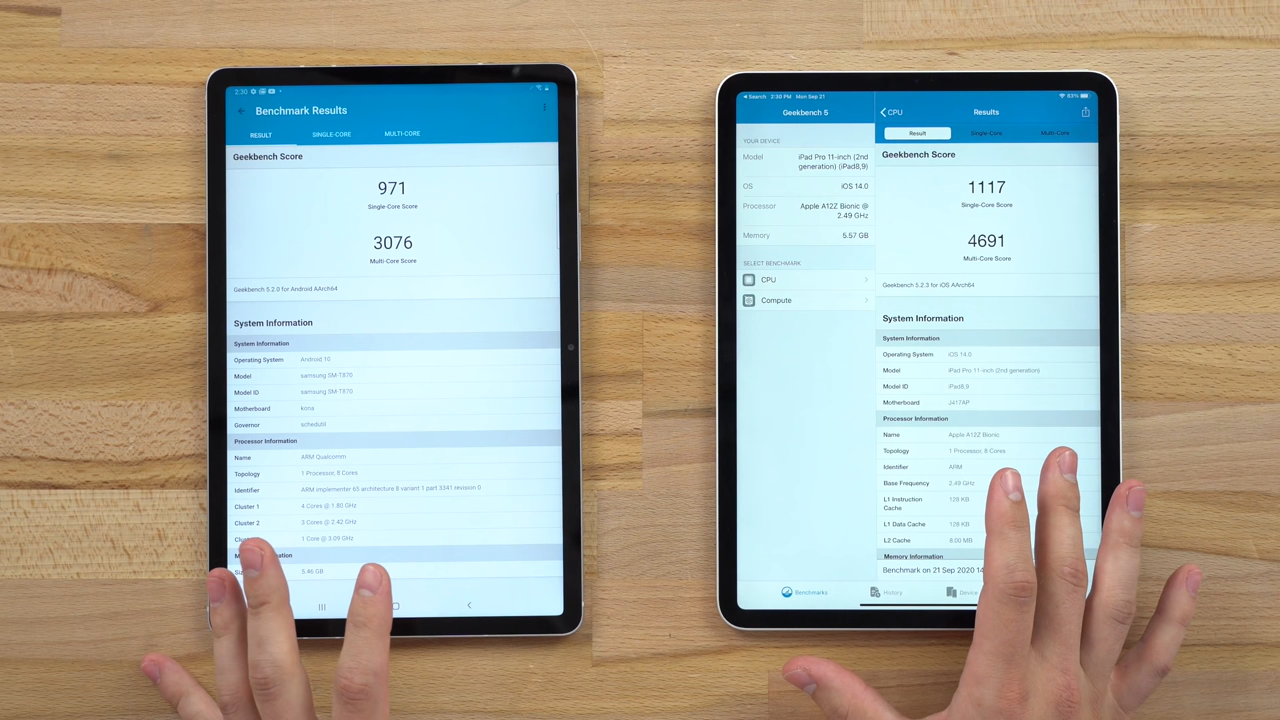 2:30
Benchmark Results
RESULT SINGLE-CORE MULTI-CORE
Geekbench Score
971
Single-Core Score
3076
Multi-Core Score
Geekbench 5.2.0 for Android AArch64
System Information
System Information
Operating System Android 10
Model samsung SM-T870
Model ID samsung SM-T870
Motherboard kona
Governor schedutil
Processor Information
Name ARM Qualcomm
Topology 1 Processor, 8 Cores
Identifier ARM implementer 65 architecture 8 variant 1 part 3341 revision 0
Cluster 1 4 Cores @ 1.80 GHz
Cluster 2 3 Cores @ 2.42 GHz
1 Core @ 3.09 GHz
5.46 GB
Search 2:30 PM Mon Sep 21
83%
Geekbench 5
YOUR DEVICE
Model iPad Pro 11-inch (2nd
generation) (iPad8,9)
OS iOS 14.0
Processor Apple A12Z Bionic @
2.49 GHz
Memory 5.57 GB
SELECT BENCHMARK
CPU
Compute
CPU Results
Result Single-Core Multi-Core
Geekbench Score
1117
Single-Core Score
4691
Multi-Core Score
Geekbench 5.2.3 for iOS AArch64
System Information
System Information
Operating System iOS 14.0
Model iPad Pro 11-inch (2nd generation)
Model ID iPad8,9
Motherboard J417AP
Processor Information
Name Apple A12Z Bionic
Topology 1 Processor, 8 Cores
Identifier ARM
Base Frequency 2.49 GHz
L1 Instruction
Cache 128 KB
L1 Data Cache 128 KB
L2 Cache 8.00 MB
Memory Information
Benchmark on 21 Sep 2020 14
Benchmarks History Device